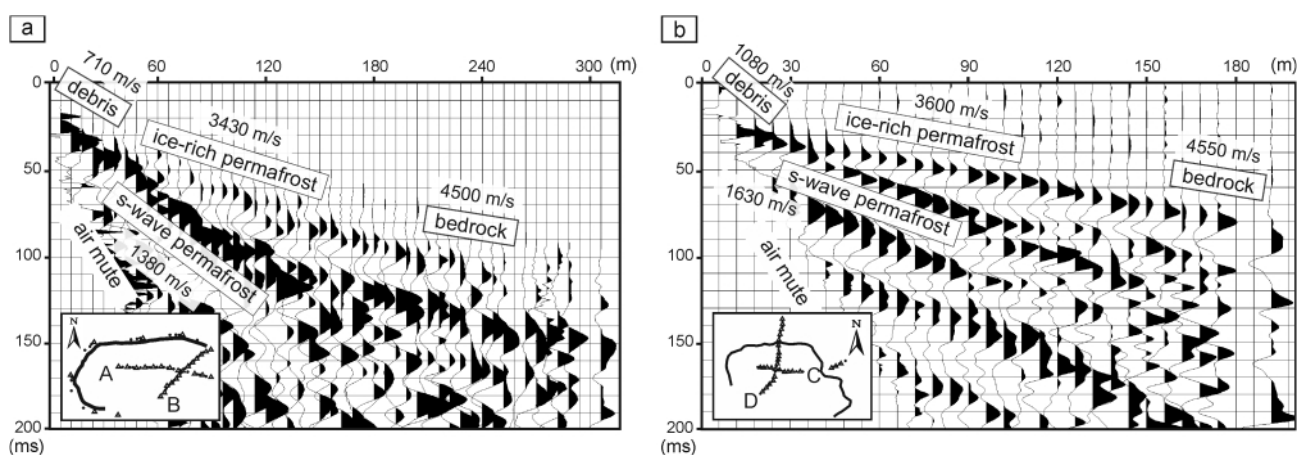 a
710 m/s
debris
0 60 120 180 240 300 (m)
3430 m/s
ice-rich permafrost
4500 m/s
bedrock
s-wave permafrost
1380 m/s
air mute
0
50
100
150
200
(ms)
N
A
B
b
1080 m/s
debris
0 30 60 90 120 150 180 (m)
3600 m/s
ice-rich permafrost
4550 m/s
bedrock
s-wave permafrost
1630 m/s
air mute
0
50
100
150
200
(ms)
N
C
D